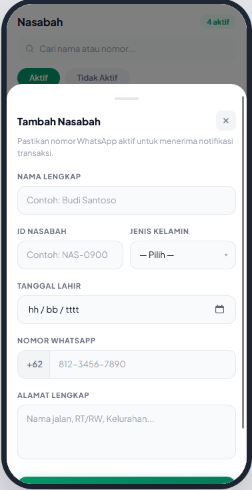 Nasabah
4 aktif
Cari nama atau nomor...
Aktif
Tidak Aktif
Tambah Nasabah
×
Pastikan nomor WhatsApp aktif untuk menerima notifikasi
transaksi.
NAMA LENGKAP
Contoh: Budi Santoso
ID NASABAH
JENIS KELAMIN
Contoh: NAS-0900
— Pilih —
TANGGAL LAHIR
hh / bb / tttt
NOMOR WHATSAPP
+62
812-3456-7890
ALAMAT LENGKAP
Nama jalan, RT/RW, Kelurahan...